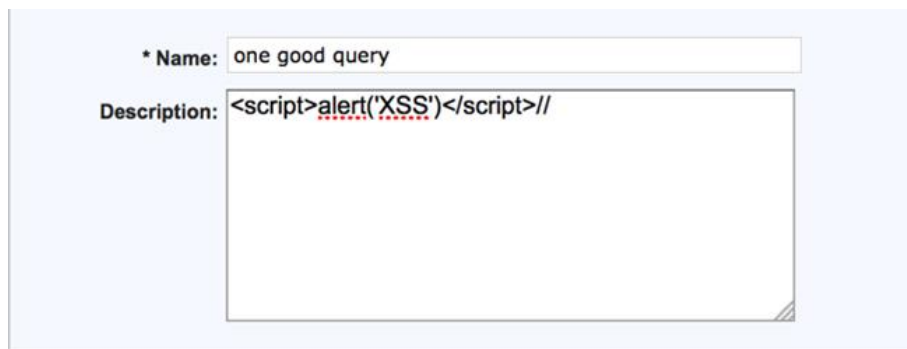 * Name: one good query
Description: <script>alert('XSS')</script>//